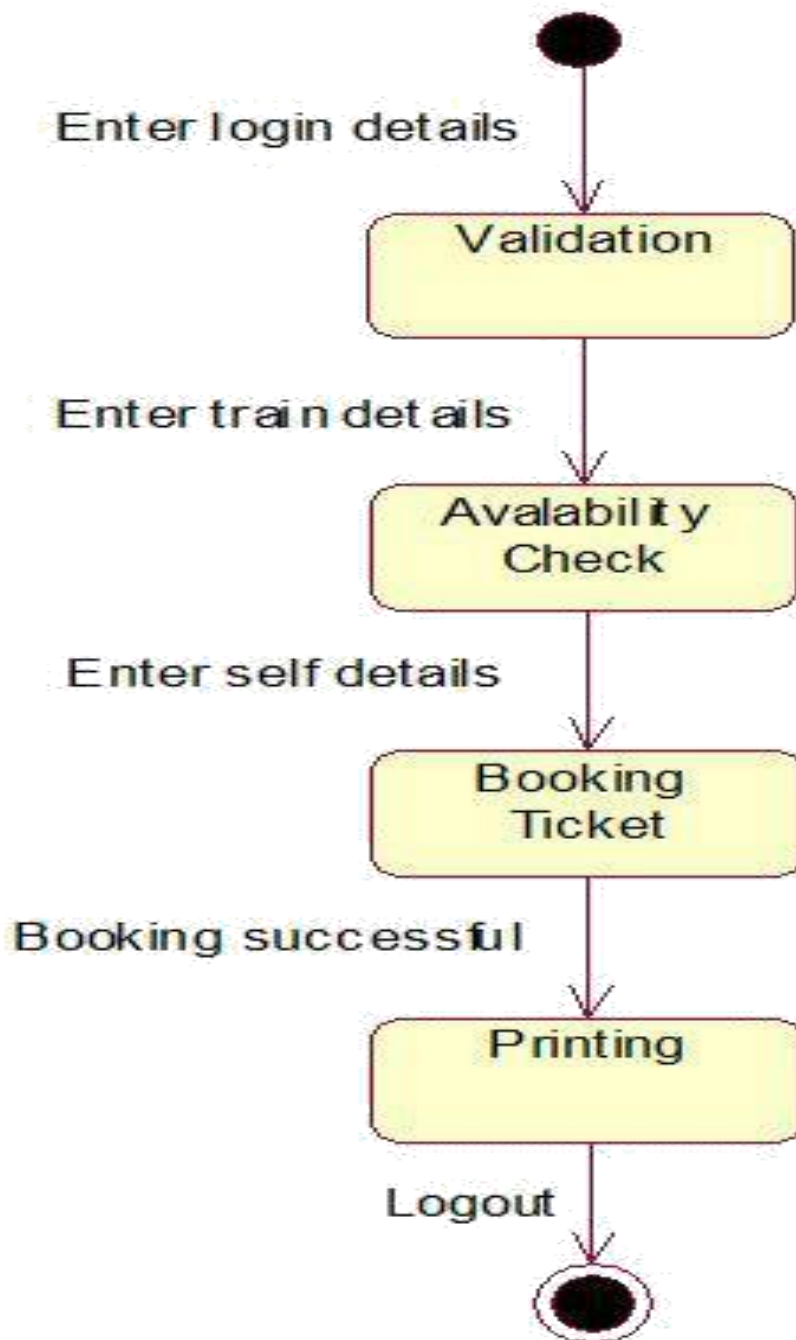 Enter login details
Validation
Enter train details
Avalability
Check
Enter self details
Booking
Ticket
Booking successful
Printing
Logout